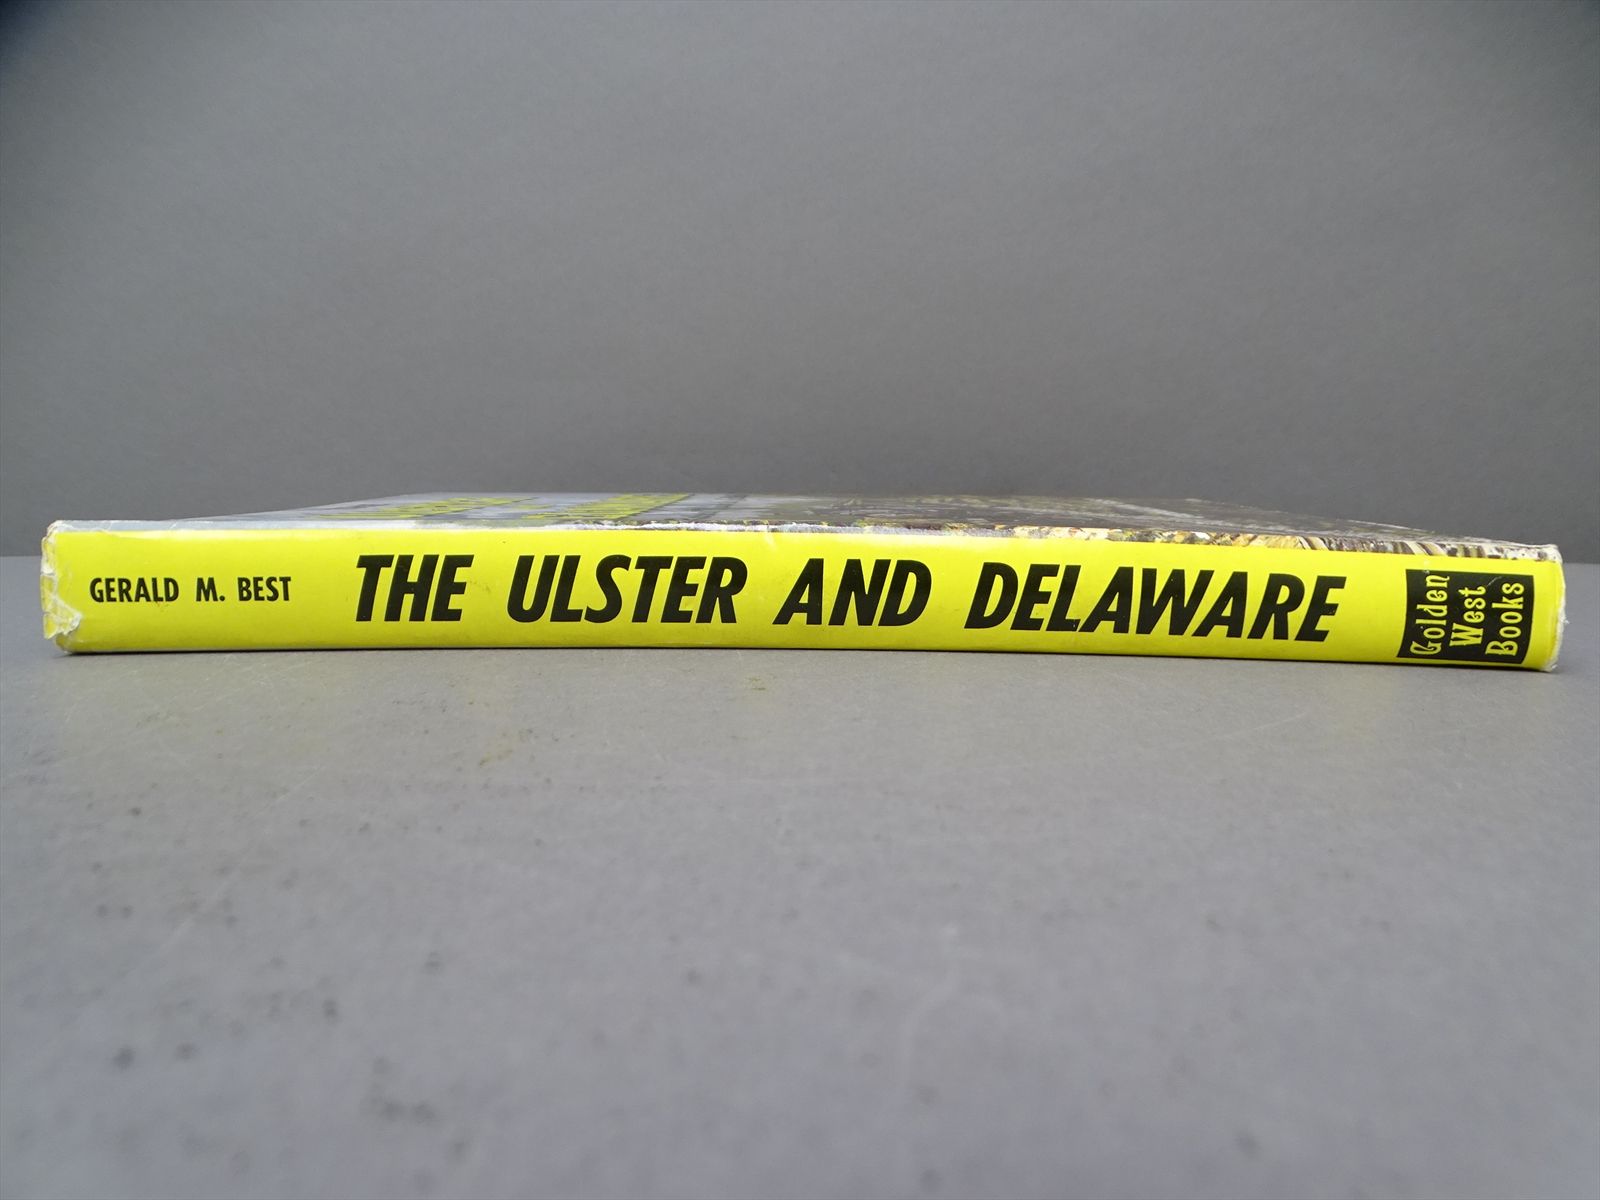 GERALD M. BEST
THE ULSTER AND DELAWARE
Golden
West
Books